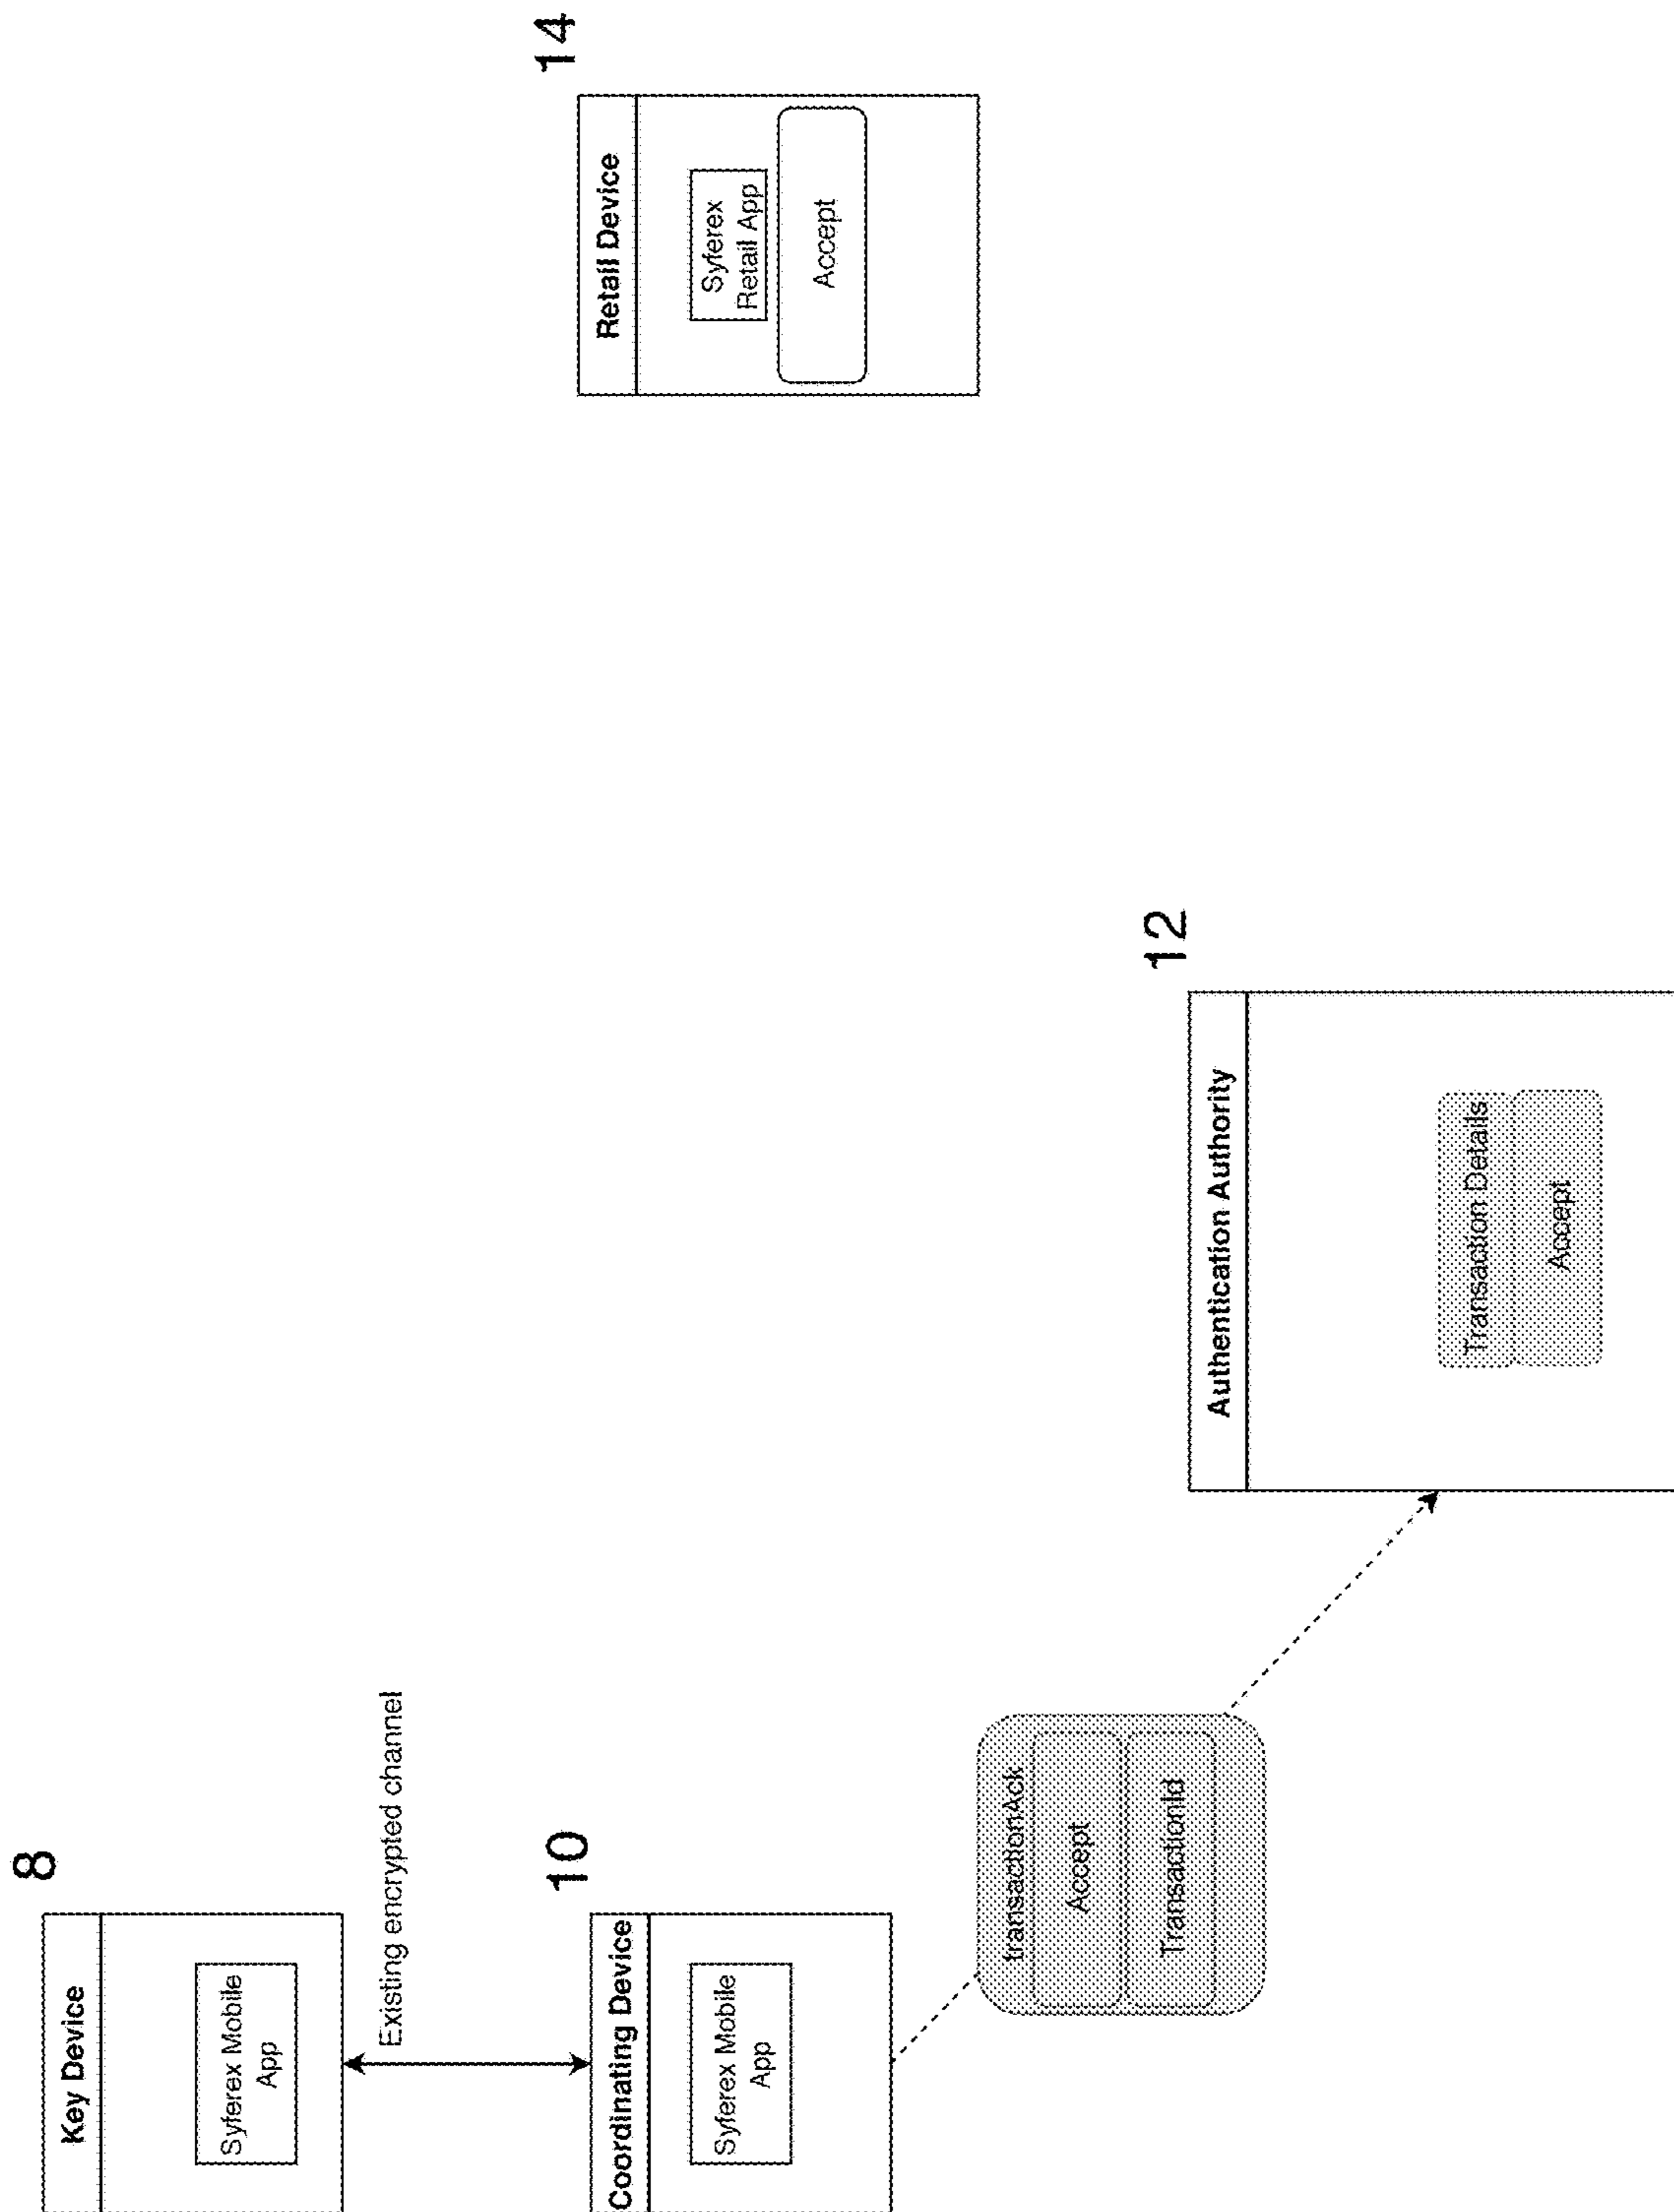 8
Key Device
Syferex Mobile
App
Existing encrypted channel
10
Coordinating Device
Syferex Mobile
App
transactionAck
Accept
TransactionId
12
Authentication Authority
Transaction Details
Accept
14
Retail Device
Syferex
Retail App
Accept